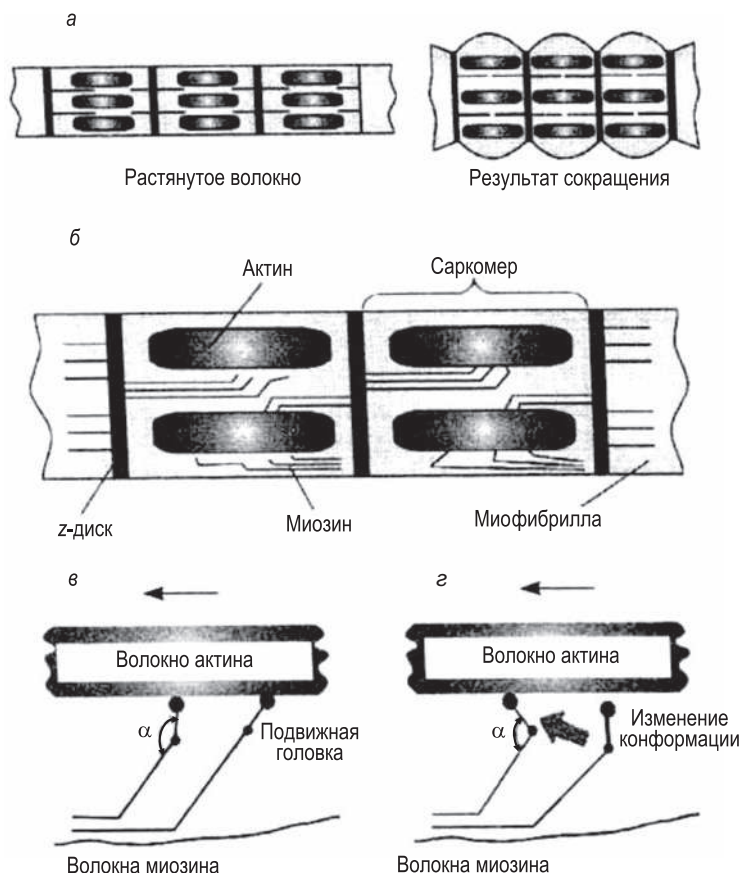 а
Растянутое волокно
Результат сокращения
б
Актин
Саркомер
z-диск
Миозин
Миофибрилла
в
г
Волокно актина
Волокно актина
α
Подвижная
головка
α
Изменение
конформации
Волокна миозина
Волокна миозина